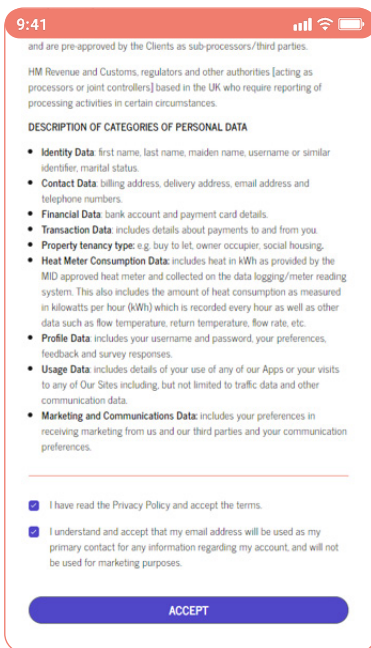 9:41
and are pre-approved by the Clients as sub-processors/third parties.
HM Revenue and Customs, regulators and other authorities [acting as
processors or joint controllers] based in the UK who require reporting of
processing activities in certain circumstances.
DESCRIPTION OF CATEGORIES OF PERSONAL DATA
• Identity Data: first name, last name, maiden name, username or similar
identifier, marital status.
• Contact Data: billing address, delivery address, email address and
telephone numbers.
• Financial Data: bank account and payment card details.
• Transaction Data: includes details about payments to and from you.
• Property tenancy type: e.g. buy to let, owner occupier, social housing.
• Heat Meter Consumption Data: includes heat in kWh as provided by the
MID approved heat meter and collected on the data logging/meter reading
system. This also includes the amount of heat consumption as measured
in kilowatts per hour (kWh) which is recorded every hour as well as other
data such as flow temperature, return temperature, flow rate, etc.
• Profile Data: includes your username and password, your preferences,
feedback and survey responses.
• Usage Data: includes details of your use of any of our Apps or your visits
to any of Our Sites including, but not limited to traffic data and other
communication data.
• Marketing and Communications Data: includes your preferences in
receiving marketing from us and our third parties and your communication
preferences.
I have read the Privacy Policy and accept the terms.
I understand and accept that my email address will be used as my
primary contact for any information regarding my account, and will not
be used for marketing purposes.
ACCEPT